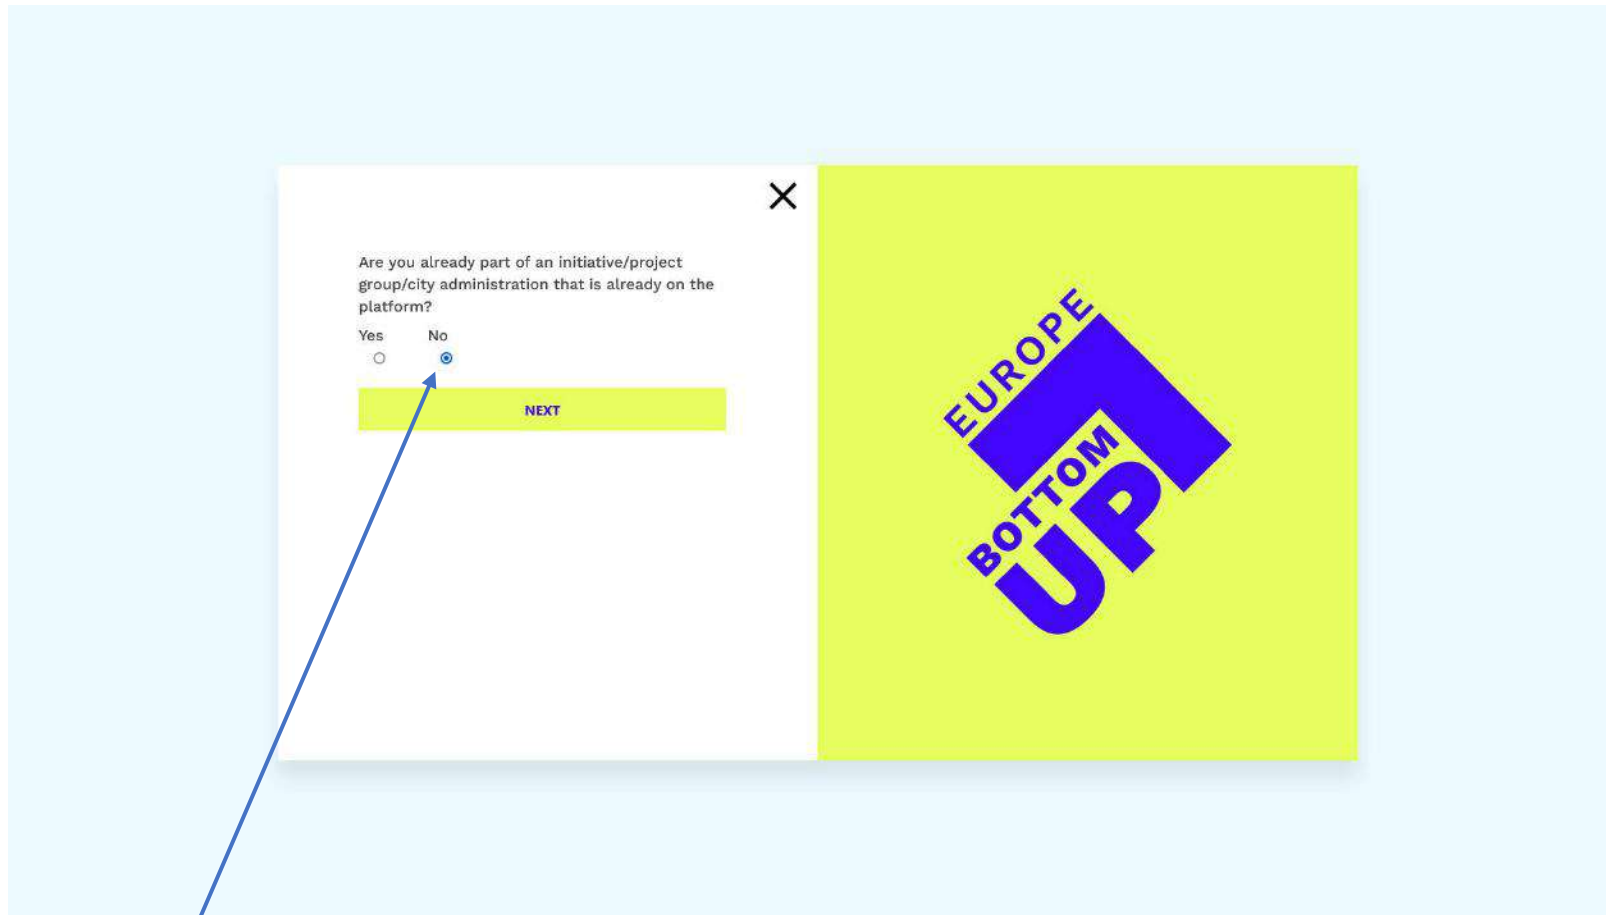 Are you already part of an initiative/project
group/city administration that is already on the
platform?
Yes No
NEXT
EUROPE
BOTTOM
UP